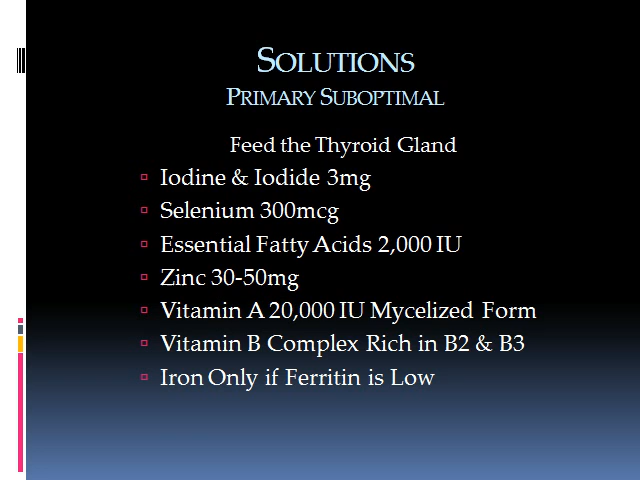 SOLUTIONS
PRIMARY SUBOPTIMAL
Feed the Thyroid Gland
Iodine & Iodide 3mg
Selenium 300mcg
Essential Fatty Acids 2,000 IU
Zinc 30-50mg
Vitamin A 20,000 IU Mycelized Form
Vitamin B Complex Rich in B2 & B3
Iron Only if Ferritin is Low